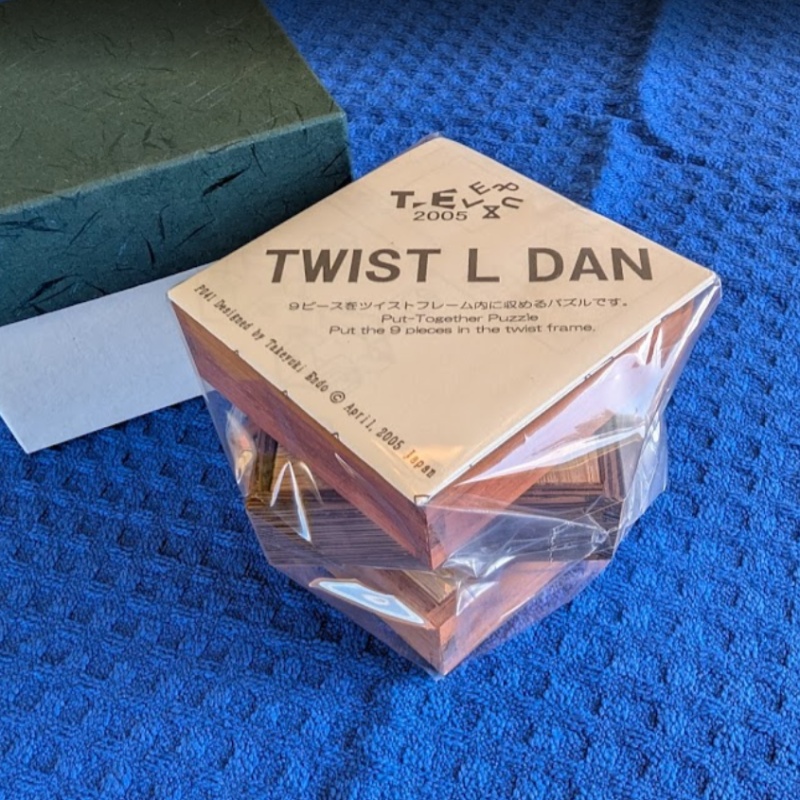 2005
TWIST L DAN
9ピースをツイストフレーム内に収めるパズルです。
Put-Together Puzzle
Put the 9 pieces in the twist frame.
PU41 Designed by Takeyuki Endo © April, 2005 Japan